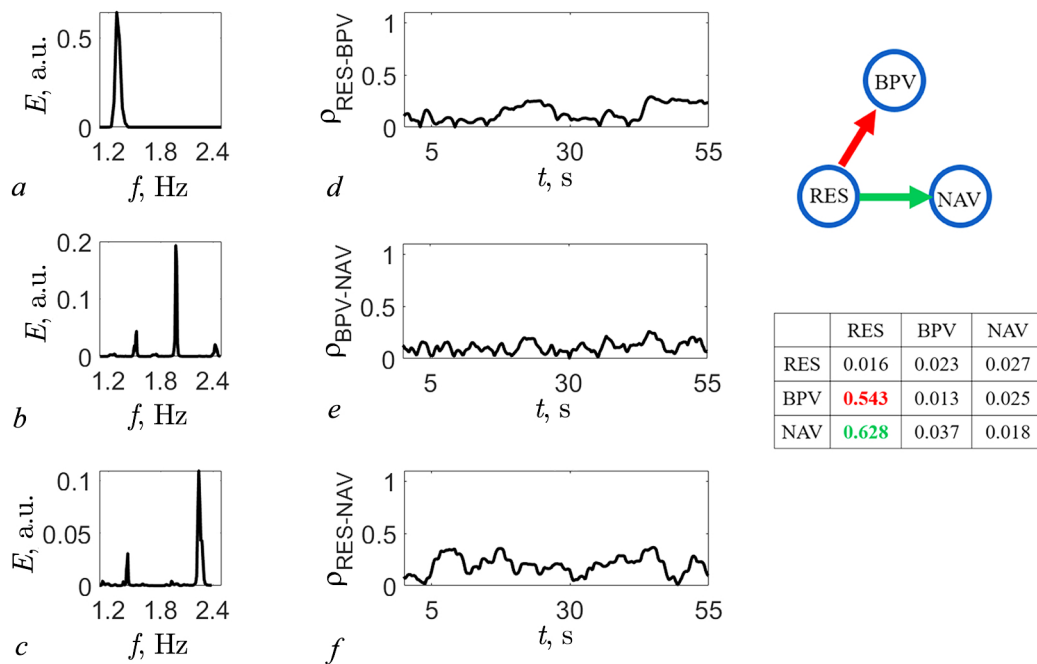 E, a.u.
0.5
0
1.2 1.8 2.4
f, Hz
a
ρRES-BPV
1
0.5
0
5 30 55
t, s
d
BPV
RES
NAV
E, a.u.
0.2
0.1
0
1.2 1.8 2.4
f, Hz
b
ρBPV-NAV
1
0.5
0
5 30 55
t, s
e
RES BPV NAV
RES 0.016 0.023 0.027
BPV 0.543 0.013 0.025
NAV 0.628 0.037 0.018
E, a.u.
0.1
0.05
0
1.2 1.8 2.4
f, Hz
c
ρRES-NAV
1
0.5
0
5 30 55
t, s
f